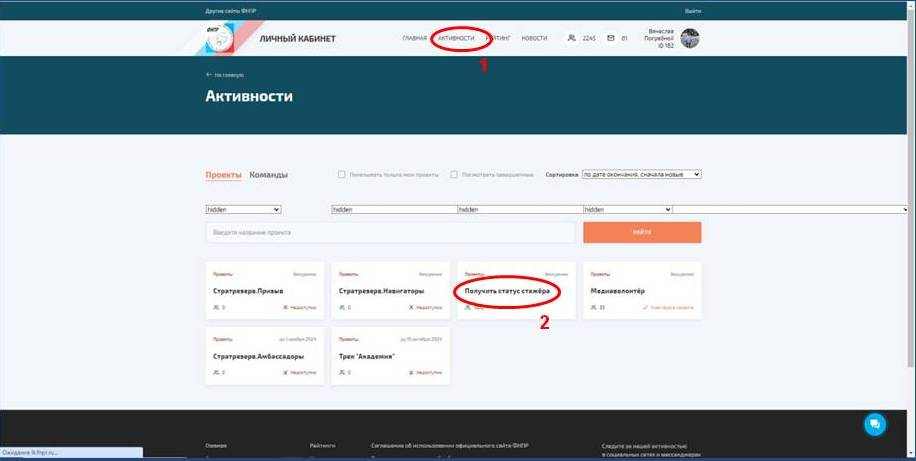 Другие сайты ФНПР Выйти
ФНПР
ЛИЧНЫЙ КАБИНЕТ ГЛАВНАЯ АКТИВНОСТИ РЕЙТИНГ НОВОСТИ 2245 81 Вячеслав
Погребной
ID 162
1
← На главную
Активности
Проекты Команды Показывать только мои проекты Посмотреть завершенные Сортировка по дате окончания, сначала новые
hidden hidden hidden hidden
Введите название проекта НАЙТИ
Проекты Бессрочно Проекты Бессрочно Проекты Бессрочно Проекты Бессрочно
Стратрезерв.Призыв Стратрезерв.Навигаторы Получить статус стажёра Медиаволонтёр
0 Недоступно 0 Недоступно 33 Участвую в проекте
2
Проекты до 1 ноября 2024 Проекты до 15 октября 2024
Стратрезерв.Амбассадоры Трек "Академия"
0 Недоступно 0 Недоступно
Главная Рейтинги Соглашение об использовании официального сайта ФНПР Следите за нашей активностью
в социальных сетях и мессенджерах
Ожидание lk.fnpr.ru...